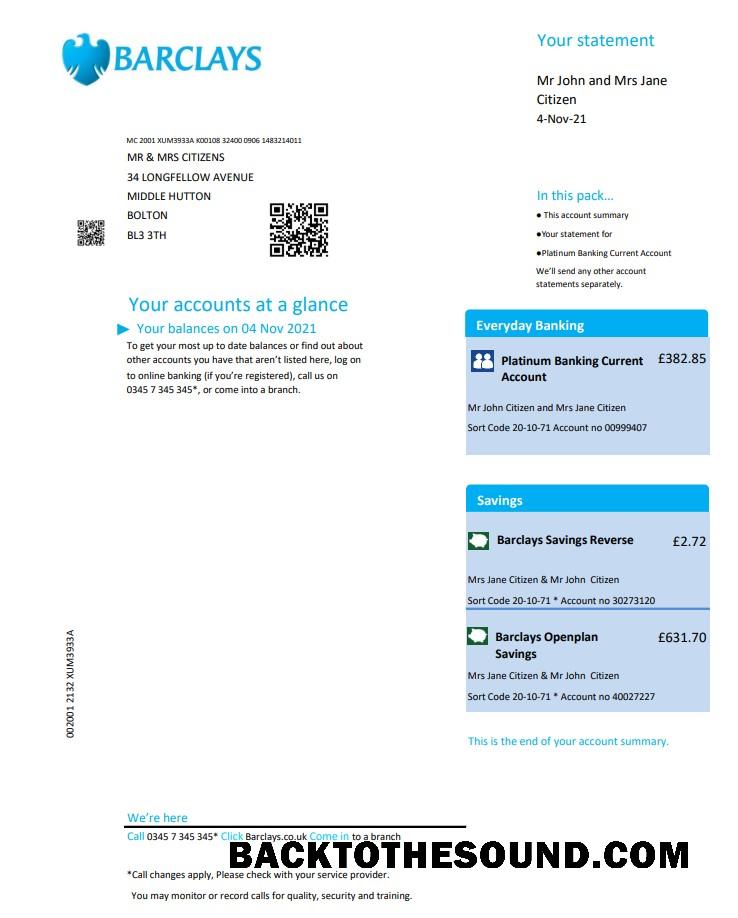 BARCLAYS
Your statement
Mr John and Mrs Jane
Citizen
4-Nov-21
MC 2001 XUM3933A K00108 32400 0906 1483214011
MR & MRS CITIZENS
34 LONGFELLOW AVENUE
MIDDLE HUTTON
BOLTON
BL3 3TH
In this pack...
● This account summary
●Your statement for
●Platinum Banking Current Account
We'll send any other account
statements separately.
Your accounts at a glance
▶ Your balances on 04 Nov 2021
To get your most up to date balances or find out about
other accounts you have that aren't listed here, log on
to online banking (if you're registered), call us on
0345 7 345 345*, or come into a branch.
Everyday Banking
Platinum Banking Current £382.85
Account
Mr John Citizen and Mrs Jane Citizen
Sort Code 20-10-71 Account no 00999407
Savings
Barclays Savings Reverse £2.72
Mrs Jane Citizen & Mr John Citizen
Sort Code 20-10-71 * Account no 30273120
Barclays Openplan £631.70
Savings
Mrs Jane Citizen & Mr John Citizen
Sort Code 20-10-71 * Account no 40027227
This is the end of your account summary.
002001 2132 XUM3933A
We're here
Call 0345 7 345 345* Click Barclays.co.uk Come in to a branch
BACKTOTHESOUND.COM
*Call changes apply, Please check with your service provider.
You may monitor or record calls for quality, security and training.